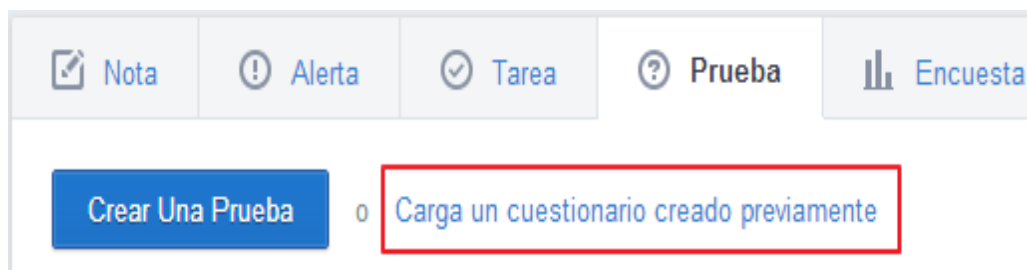 Nota Alerta Tarea Prueba Encuesta
Crear Una Prueba o Carga un cuestionario creado previamente